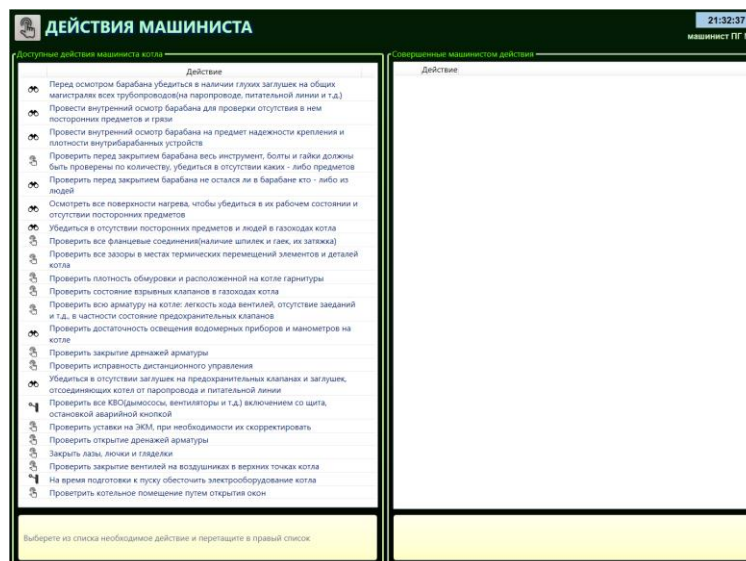 ДЕЙСТВИЯ МАШИНИСТА
21:32:37
машинист ПГ
Доступные действия машиниста котла
Действие
Перед осмотром барабана убедиться в наличии глухих заглушек на общих
магистралях всех трубопроводов(на паропроводе, питательной линии и т.д.)
Провести внутренний осмотр барабана для проверки отсутствия в нем
посторонних предметов и грязи
Провести внутренний осмотр барабана на предмет надежности крепления и
плотности внутрибарабанных устройств
Проверить перед закрытием барабана весь инструмент, болты и гайки должны
быть проверены по количеству, убедиться в отсутствии каких - либо предметов
Проверить перед закрытием барабана не остался ли в барабане кто - либо из
людей
Осмотреть все поверхности нагрева, чтобы убедиться в их рабочем состоянии и
отсутствии посторонних предметов
Убедиться в отсутствии посторонних предметов и людей в газоходах котла
Проверить все фланцевые соединения(наличие шпилек и гаек, их затяжка)
Проверить все зазоры в местах термических перемещений элементов и деталей
котла
Проверить плотность обмуровки и расположенной на котле гарнитуры
Проверить состояние взрывных клапанов в газоходах котла
Проверить всю арматуру на котле: легкость хода вентилей, отсутствие заеданий
и т.д., в частности состояние предохранительных клапанов
Проверить достаточность освещения водомерных приборов и манометров на
котле
Проверить закрытие дренажей арматуры
Проверить исправность дистанционного управления
Убедиться в отсутствии заглушек на предохранительных клапанах и заглушек,
отсоединяющих котел от паропровода и питательной линии
Проверить все КВО(дымососы, вентиляторы и т.д.) включением со щита,
остановкой аварийной кнопкой
Проверить уставки на ЭКМ, при необходимости их скорректировать
Проверить открытие дренажей арматуры
Закрыть лазы, лючки и гляделки
Проверить закрытие вентилей на воздушниках в верхних точках котла
На время подготовки к пуску обесточить электрооборудование котла
Проветрить котельное помещение путем открытия окон
Выберете из списка необходимое действие и перетащите в правый список
Совершенные машинистом действия
Действие